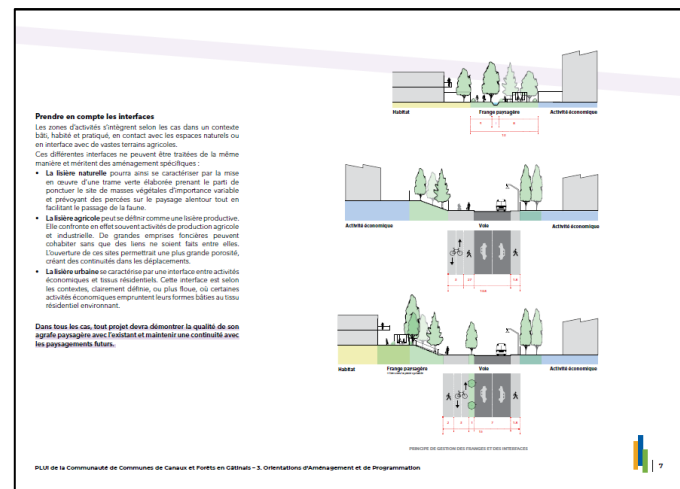 Prendre en compte les interfaces
Les zones d'activités s'intègrent selon les cas dans un contexte
bâti, habité et pratiqué, en contact avec les espaces naturels ou
en interface avec de vastes terrains agricoles.
Ces différentes interfaces ne peuvent être traitées de la même
manière et méritent des aménagement spécifiques :
• La lisière naturelle pourra ainsi se caractériser par la mise
en œuvre d'une trame verte élaborée prenant le parti de
ponctuer le site de masses végétales d'importance variable
et prévoyant des percées sur le paysage alentour tout en
facilitant le passage de la faune.
• La lisière agricole peut se définir comme une lisière productive.
Elle confronte en effet souvent activités de production agricole
et industrielle. De grandes emprises foncières peuvent
cohabiter sans que des liens ne soient faits entre elles.
L'ouverture de ces sites permettrait une plus grande porosité,
créant des continuités dans les déplacements.
• La lisière urbaine se caractérise par une interface entre activités
économiques et tissus résidentiels. Cette interface est selon
les contextes, clairement définie, ou plus floue, où certaines
activités économiques empruntent leurs formes bâties au tissu
résidentiel environnant.
Dans tous les cas, tout projet devra démontrer la qualité de son
agrafe paysagère avec l'existant et maintenir une continuité avec
les paysagements futurs.
Habitat Frange paysagère Activité économique
Activité économique Voie Activité économique
Habitat Frange paysagère Voie Activité économique
PRINCIPE DE GESTION DES FRANGES ET DES INTERFACES
PLUi de la Communauté de Communes de Canaux et Forêts en Gâtinais – 3. Orientations d'Aménagement et de Programmation
7